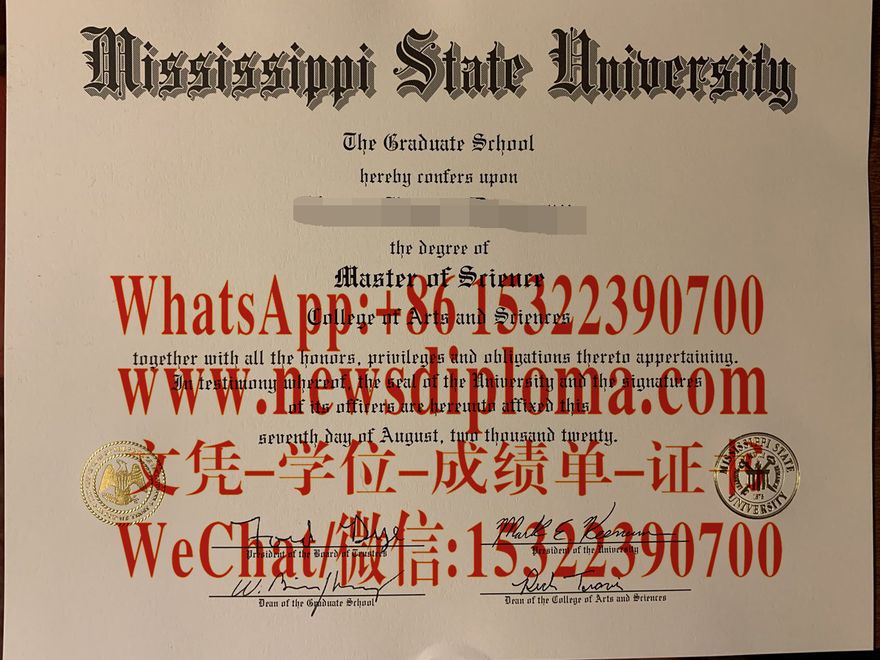 Mississippi State University
The Graduate School
hereby confers upon
the degree of
Master of Science
WhatsApp:+86 15322390700
College of Arts and Sciences
together with all the honors, privileges and obligations thereto appertaining.
www.newsdiploma.com
In testimony whereof, the seal of the University and the signatures
of its officers are hereunto affixed this
seventh day of August, two thousand twenty.
文凭-学位-成绩单-证
MISSISSIPPI STATE
UNIVERSITY
1878
WeChat/微信:15322390700
President of the Board of Trustees
President of the University
Dean of the Graduate School
Dean of the College of Arts and Sciences